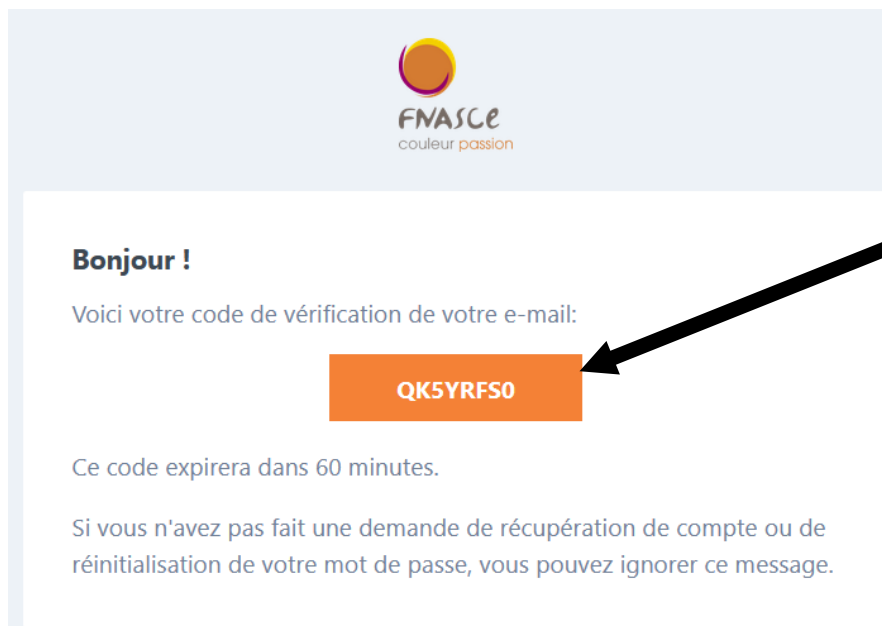 FNASCE
couleur passion
Bonjour !
Voici votre code de vérification de votre e-mail:
QK5YRFS0
Ce code expirera dans 60 minutes.
Si vous n'avez pas fait une demande de récupération de compte ou de
réinitialisation de votre mot de passe, vous pouvez ignorer ce message.